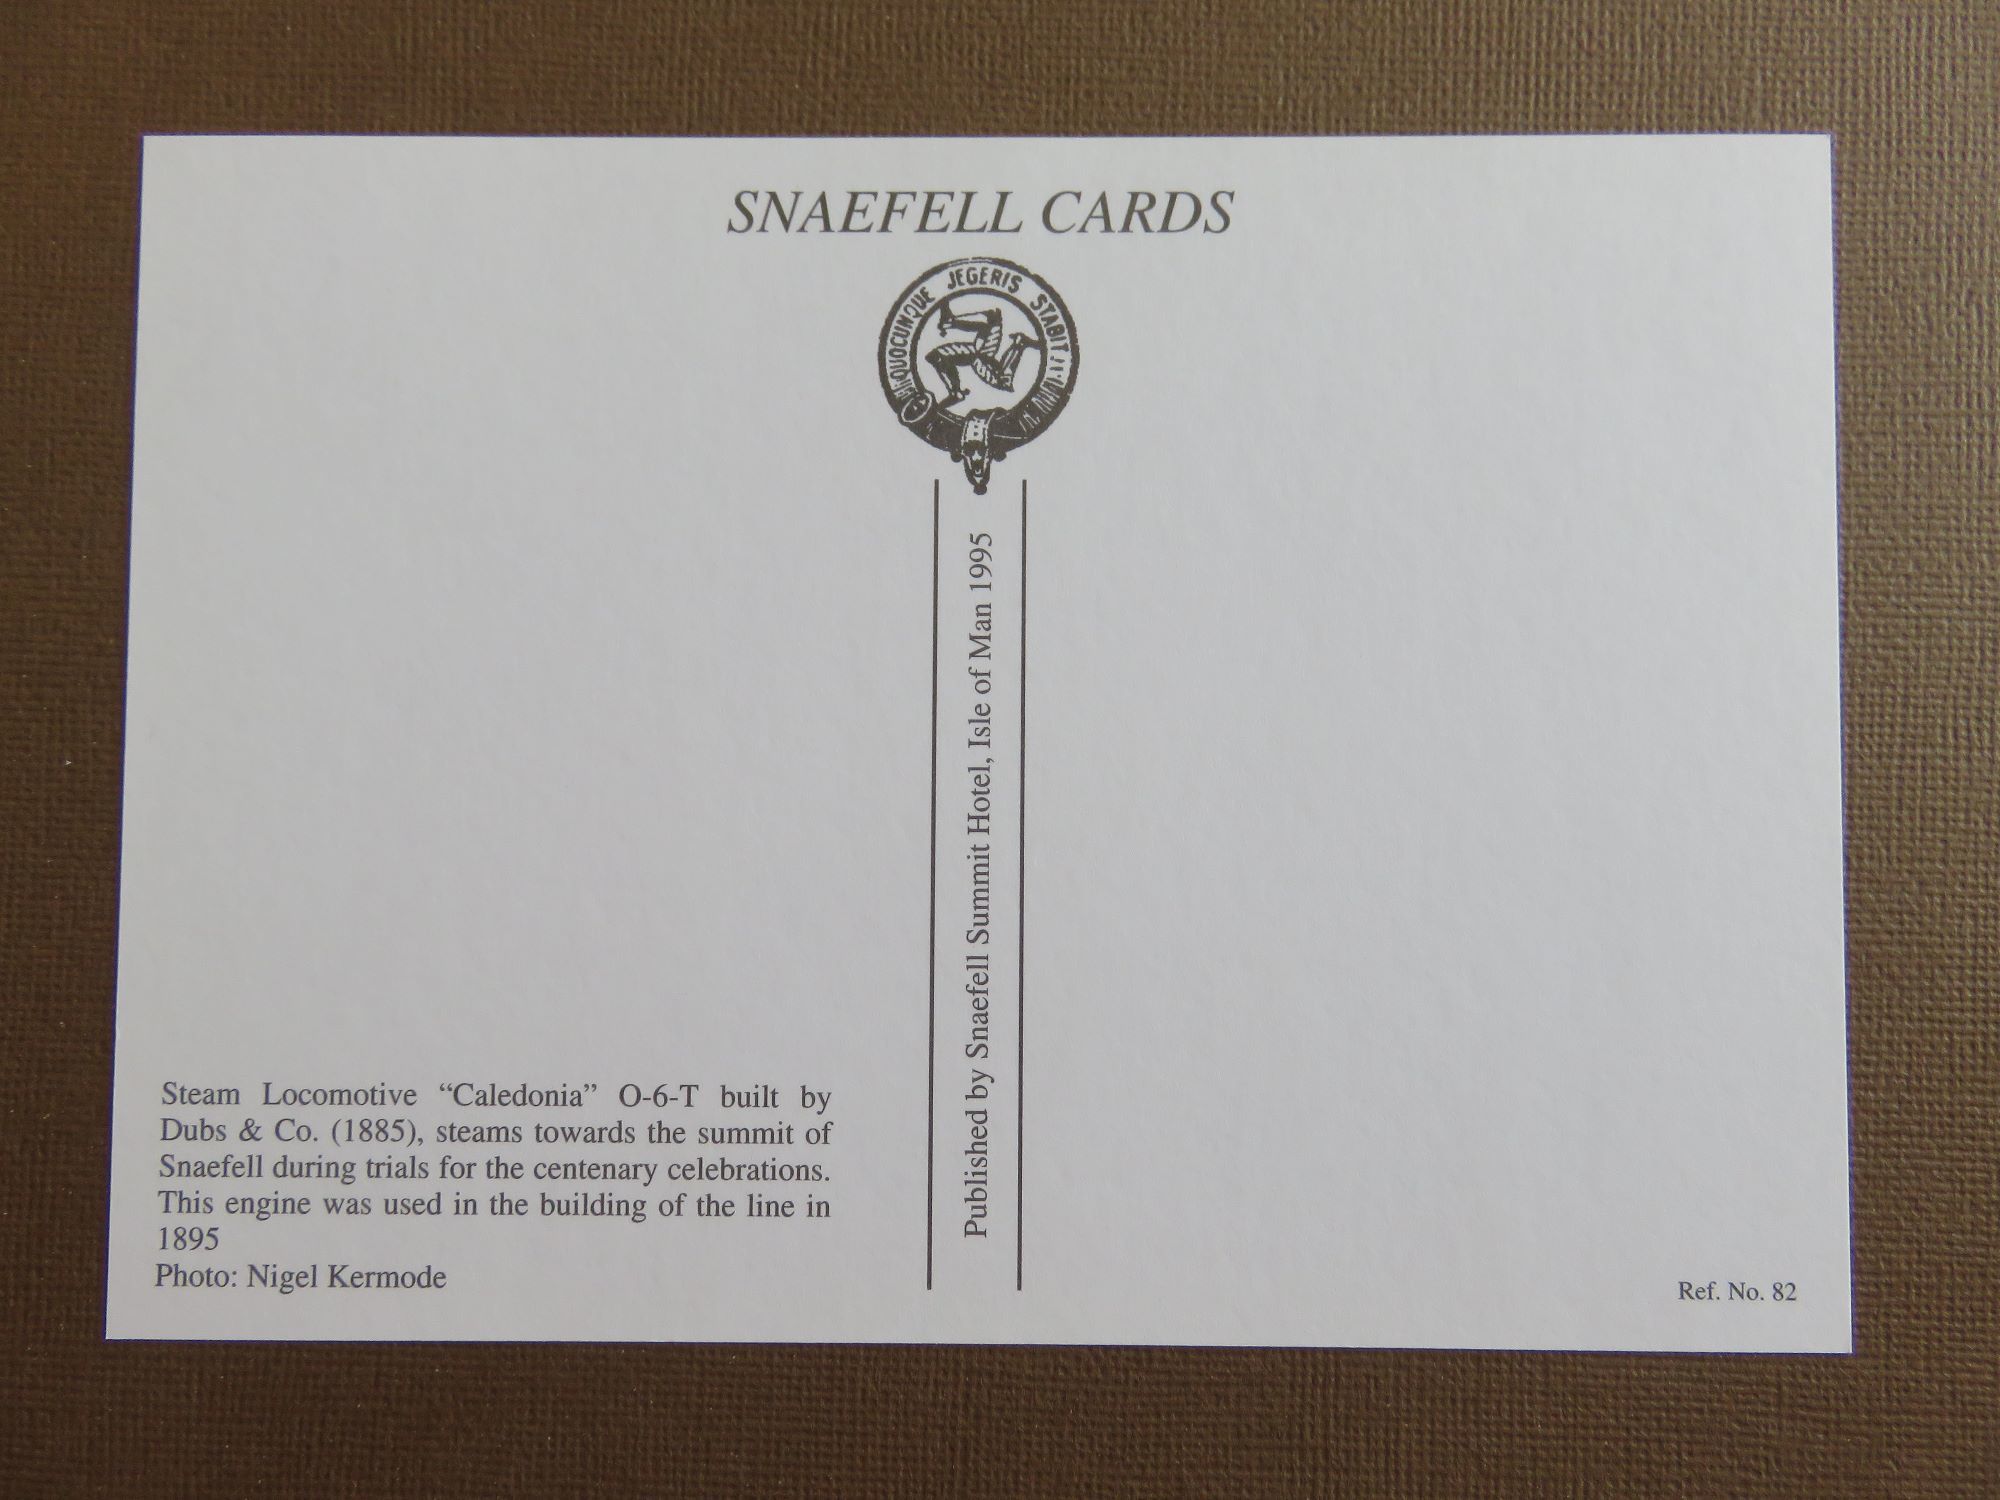 SNAEFELL CARDS
QUOCUNQUE JEGERIS STABIT
Published by Snaefell Summit Hotel, Isle of Man 1995
Steam Locomotive “Caledonia” O-6-T built by
Dubs & Co. (1885), steams towards the summit of
Snaefell during trials for the centenary celebrations.
This engine was used in the building of the line in
1895
Photo: Nigel Kermode
Ref. No. 82